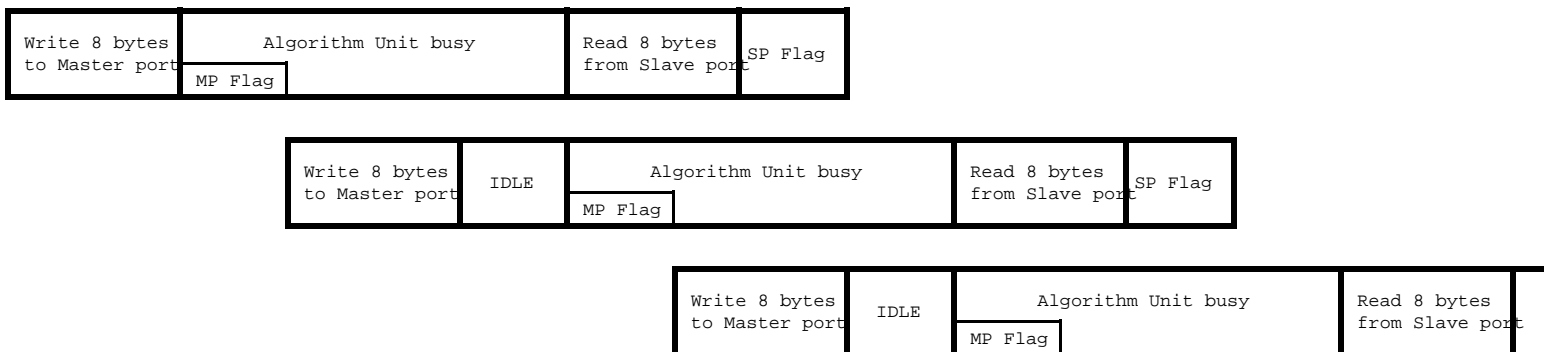 Write 8 bytes
to Master port
Algorithm Unit busy
MP Flag
Read 8 bytes
from Slave port
SP Flag
Write 8 bytes
to Master port
IDLE
Algorithm Unit busy
MP Flag
Read 8 bytes
from Slave port
SP Flag
Write 8 bytes
to Master port
IDLE
Algorithm Unit busy
MP Flag
Read 8 bytes
from Slave port